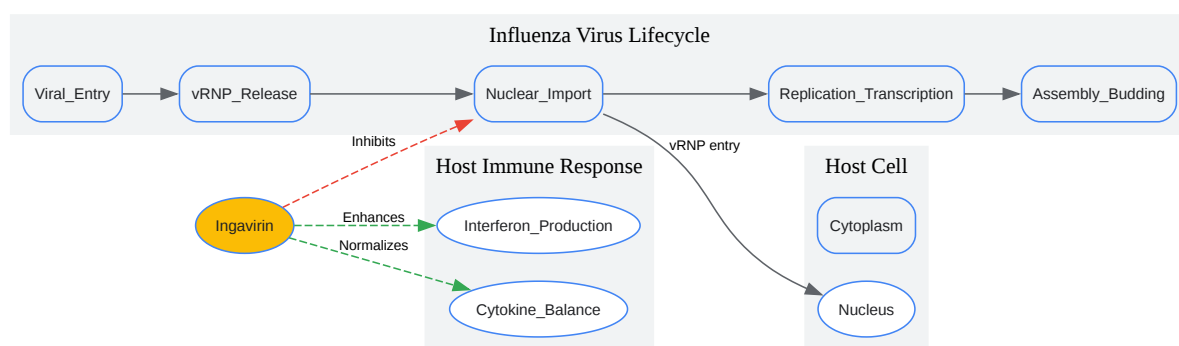 Influenza Virus Lifecycle
Viral_Entry
vRNP_Release
Nuclear_Import
Replication_Transcription
Assembly_Budding
Inhibits
vRNP entry
Host Immune Response
Host Cell
Ingavirin
Enhances
Interferon_Production
Cytoplasm
Normalizes
Cytokine_Balance
Nucleus